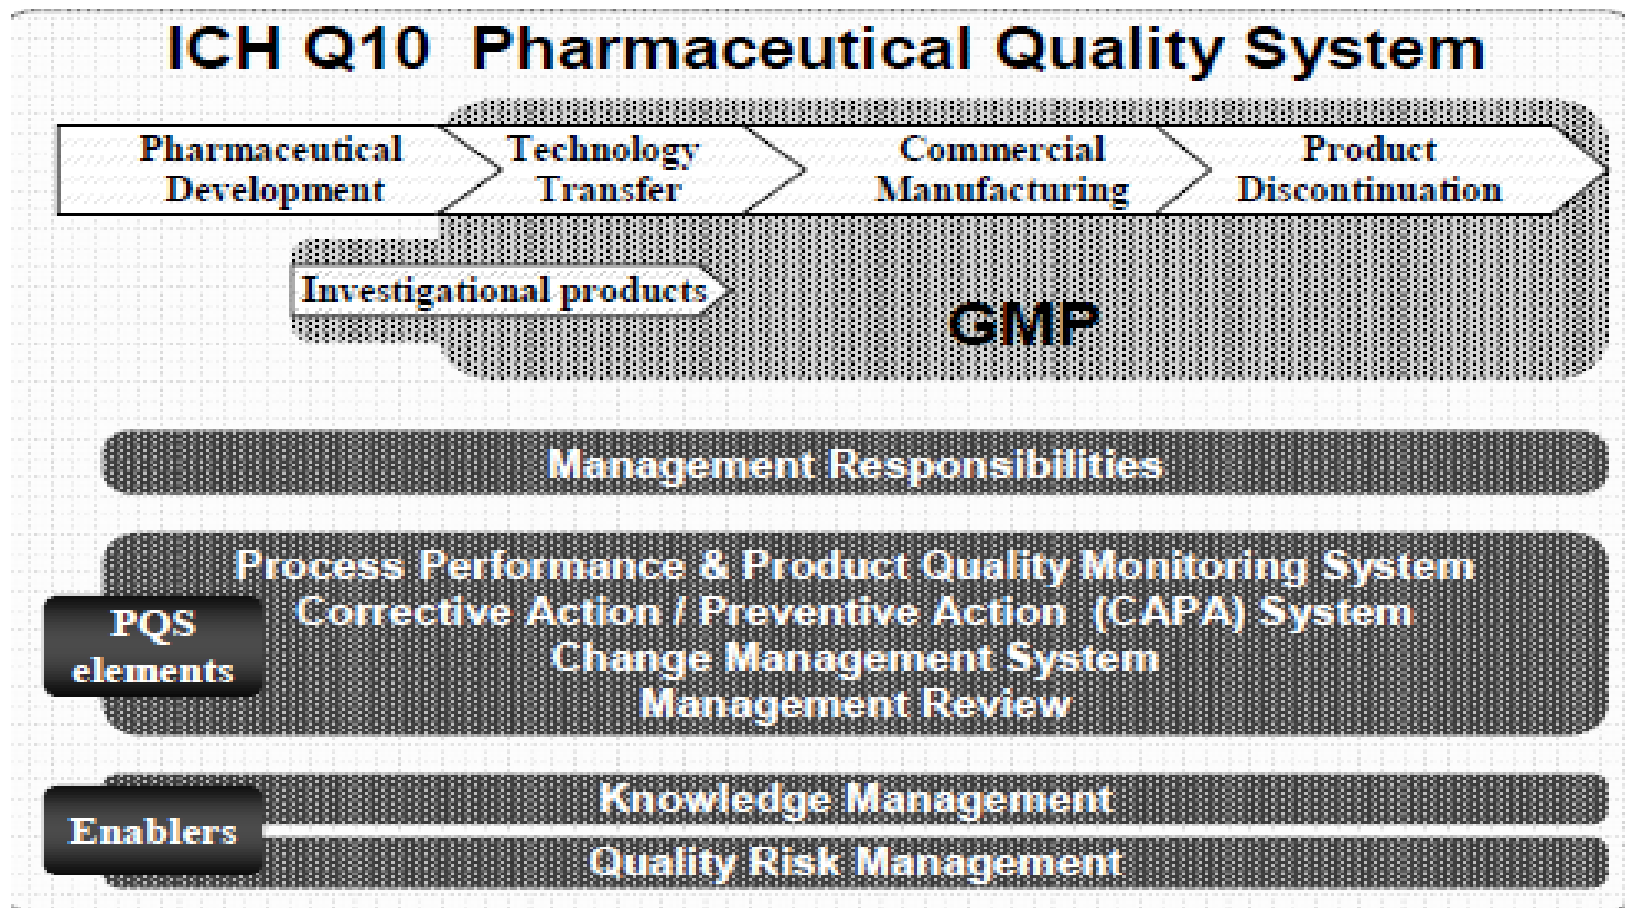 ICH Q10 Pharmaceutical Quality System
Pharmaceutical
Development
Technology
Transfer
Commercial
Manufacturing
Product
Discontinuation
Investigational products
GMP
Management Responsibilities
PQS
elements
Process Performance & Product Quality Monitoring System
Corrective Action / Preventive Action (CAPA) System
Change Management System
Management Review
Enablers
Knowledge Management
Quality Risk Management